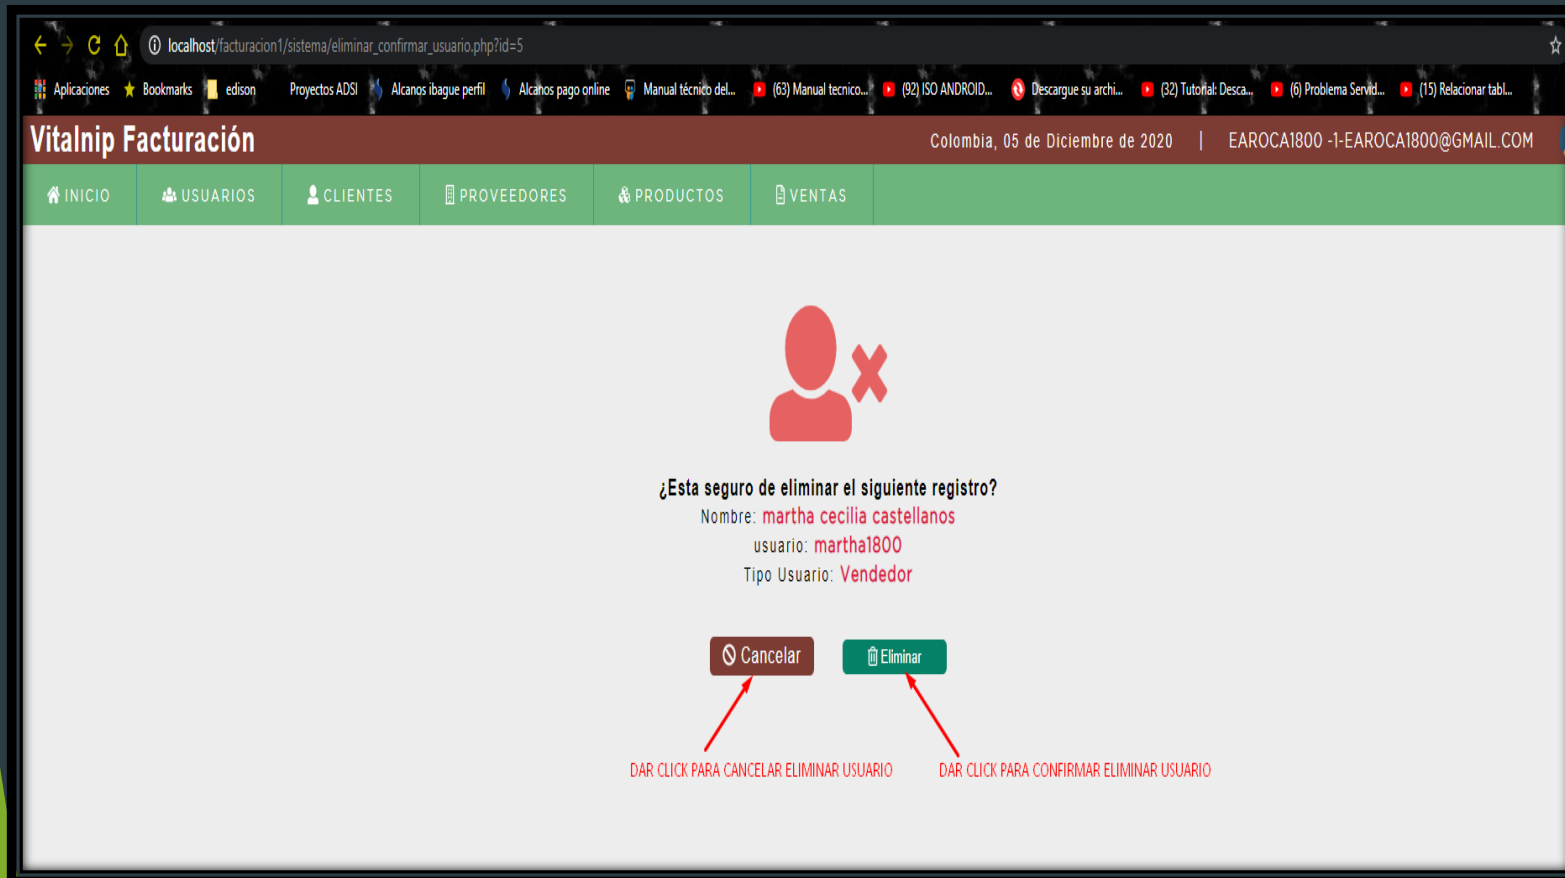 localhost/facturacion1/sistema/eliminar_confirmar_usuario.php?id=5
Aplicaciones Bookmarks edison Proyectos ADSI Alcanos ibague perfil Alcanos pago online Manual técnico del... (63) Manual tecnico... (92) ISO ANDROID... Descargue su archi... (32) Tutorial: Desca... (6) Problema Servid... (15) Relacionar tabl...
Vitalnip Facturación Colombia, 05 de Diciembre de 2020 | EAROCA1800 -1-EAROCA1800@GMAIL.COM
INICIO USUARIOS CLIENTES PROVEEDORES PRODUCTOS VENTAS
¿Esta seguro de eliminar el siguiente registro?
Nombre: martha cecilia castellanos
usuario: martha1800
Tipo Usuario: Vendedor
Cancelar Eliminar
DAR CLICK PARA CANCELAR ELIMINAR USUARIO DAR CLICK PARA CONFIRMAR ELIMINAR USUARIO